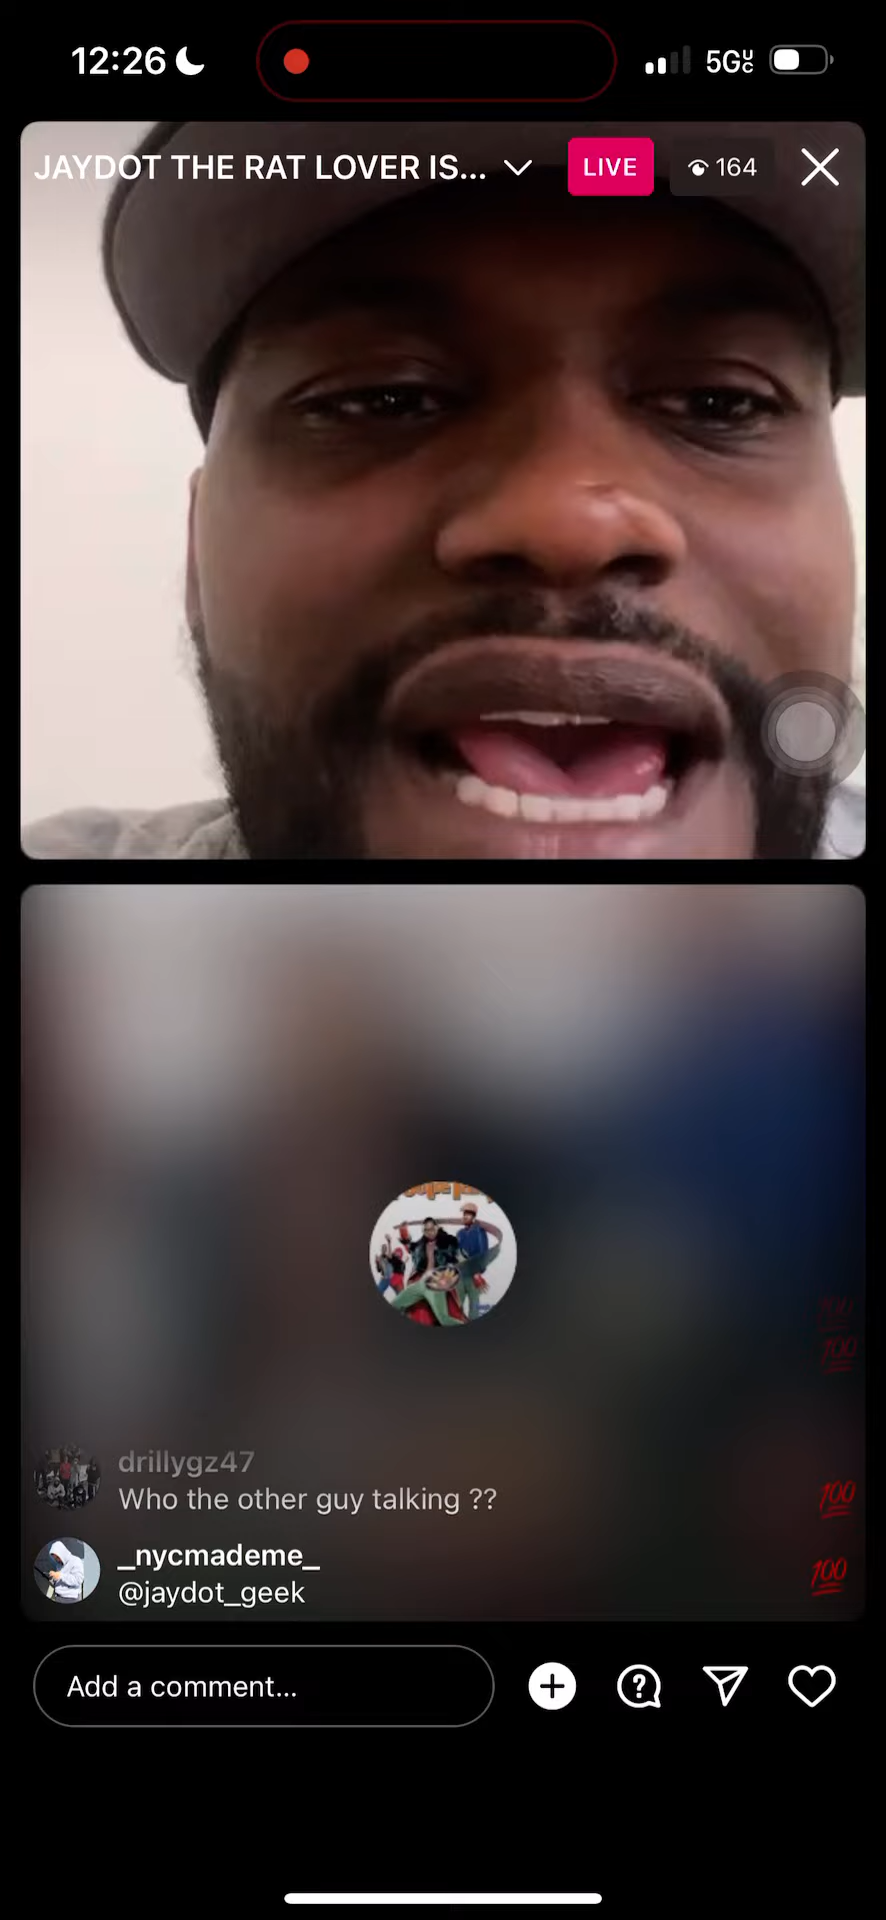 12:26
5GUC
JAYDOT THE RAT LOVER IS...
LIVE
164
drillygz47
Who the other guy talking ??
💯
_nycmademe_
@jaydot_geek
💯
Add a comment...